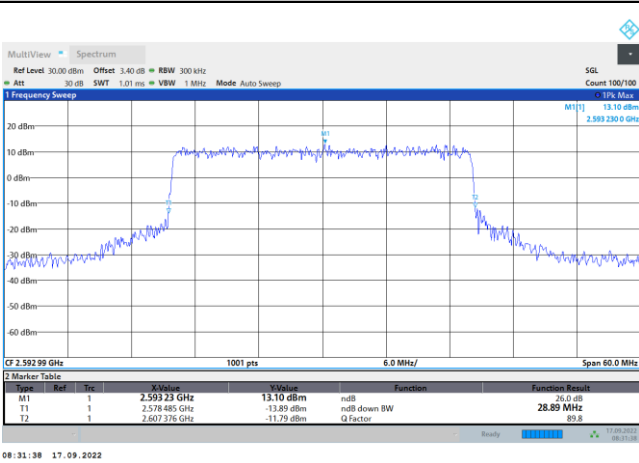 MultiView Spectrum
Ref Level 30.00 dBm Offset 3.40 dB RBW 300 kHz SGL
Att 30 dB SWT 1.01 ms VBW 1 MHz Mode Auto Sweep Count 100/100
1 Frequency Sweep 1Pk Max
M1[1] 13.10 dBm
2.593 230 0 GHz
20 dBm
M1
10 dBm
0 dBm
-10 dBm
-20 dBm
-30 dBm
-40 dBm
-50 dBm
-60 dBm
CF 2.592 99 GHz 1001 pts 6.0 MHz/ Span 60.0 MHz
2 Marker Table
Type Ref Trc X-Value Y-Value Function Function Result
M1 1 2.593 23 GHz 13.10 dBm ndB 26.0 dB
T1 1 2.578 485 GHz -13.89 dBm ndB down BW 28.89 MHz
T2 1 2.607 376 GHz -11.79 dBm Q Factor 89.8
Ready 17.09.2022
08:31:38
08:31:38 17.09.2022